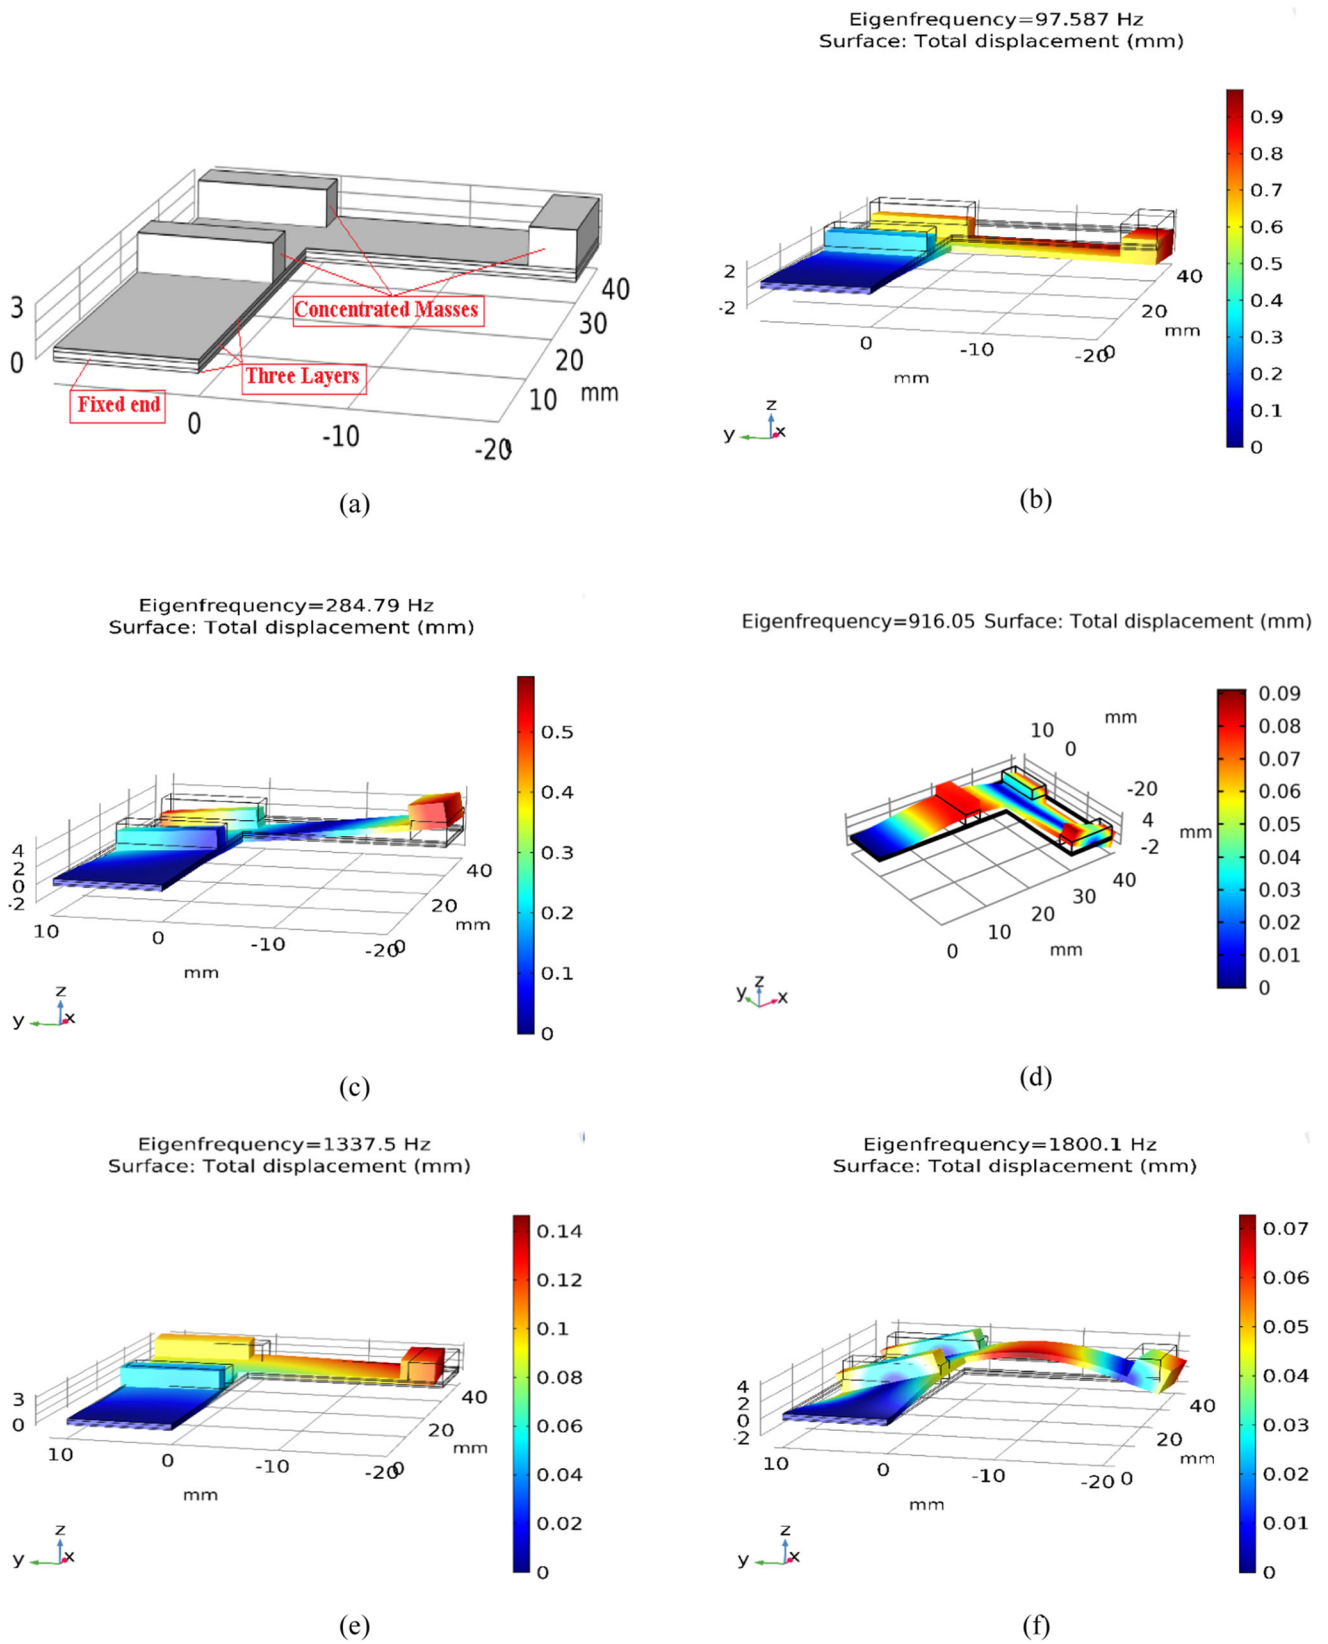 3
0
Concentrated Masses
Three Layers
Fixed end
40
30
20
10 mm
0
-10
-20
(a)
Eigenfrequency=97.587 Hz
Surface: Total displacement (mm)
0.9
0.8
0.7
0.6
0.5
0.4
0.3
0.2
0.1
0
2
-2
40
20
mm
0
-10
-20
0
mm
z
y
x
(b)
Eigenfrequency=284.79 Hz
Surface: Total displacement (mm)
0.5
0.4
0.3
0.2
0.1
0
4
2
0
-2
40
20
mm
10
0
-10
-20
0
mm
z
y
x
(c)
Eigenfrequency=916.05 Surface: Total displacement (mm)
0.09
0.08
0.07
0.06
0.05
0.04
0.03
0.02
0.01
0
mm
10
0
-20
4
-2
mm
40
30
20
10
0
mm
y
z
x
(d)
Eigenfrequency=1337.5 Hz
Surface: Total displacement (mm)
0.14
0.12
0.1
0.08
0.06
0.04
0.02
0
3
0
40
20
mm
10
0
-10
-20
0
mm
z
y
x
(e)
Eigenfrequency=1800.1 Hz
Surface: Total displacement (mm)
0.07
0.06
0.05
0.04
0.03
0.02
0.01
0
4
2
0
-2
40
20
mm
10
0
-10
-20
0
mm
z
y
x
(f)